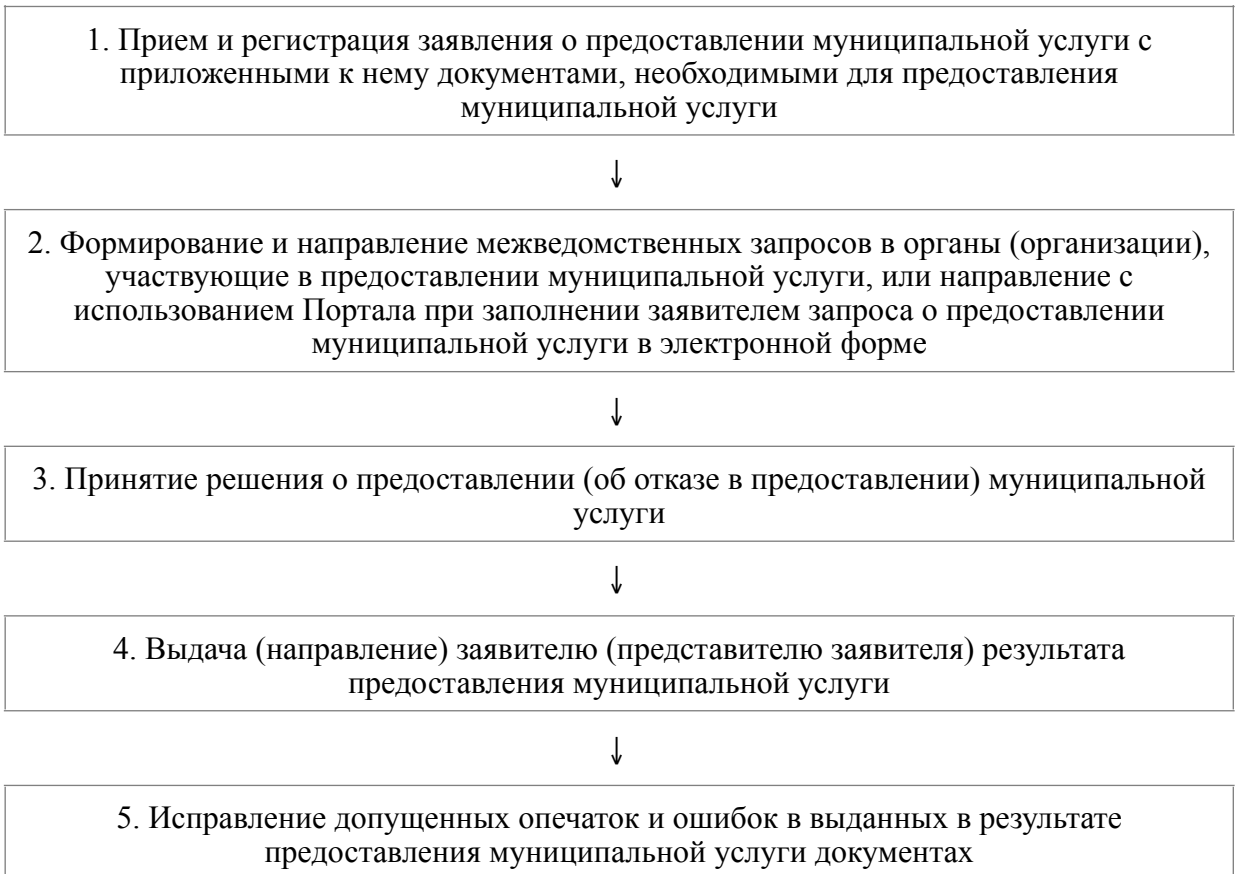 1. Прием и регистрация заявления о предоставлении муниципальной услуги с
приложенными к нему документами, необходимыми для предоставления
муниципальной услуги
↓
2. Формирование и направление межведомственных запросов в органы (организации),
участвующие в предоставлении муниципальной услуги, или направление с
использованием Портала при заполнении заявителем запроса о предоставлении
муниципальной услуги в электронной форме
↓
3. Принятие решения о предоставлении (об отказе в предоставлении) муниципальной
услуги
↓
4. Выдача (направление) заявителю (представителю заявителя) результата
предоставления муниципальной услуги
↓
5. Исправление допущенных опечаток и ошибок в выданных в результате
предоставления муниципальной услуги документах